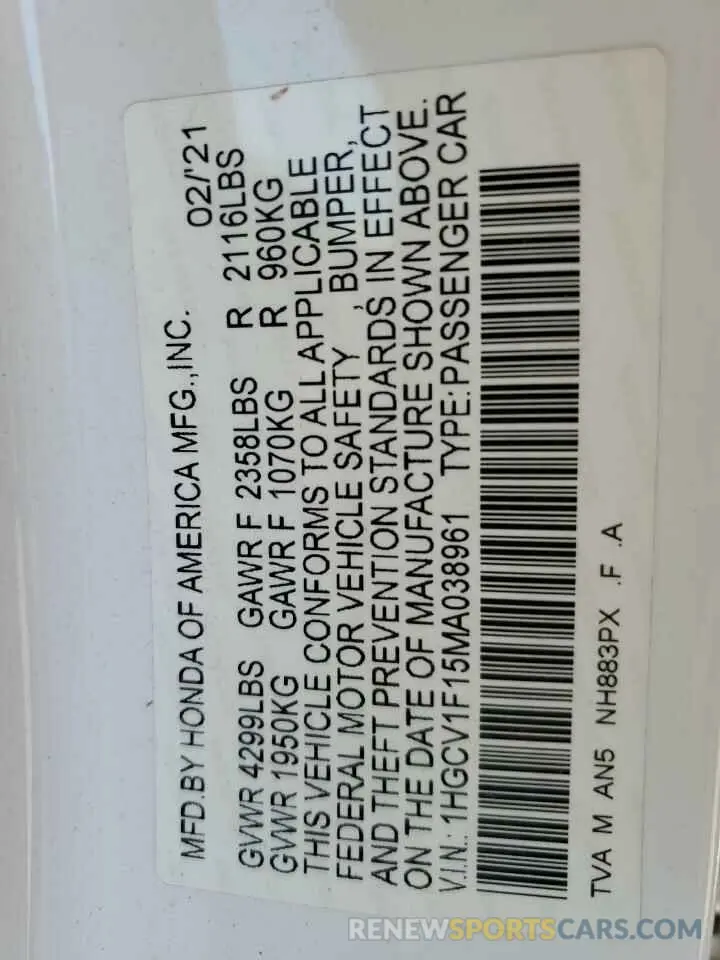 MFD.BY HONDA OF AMERICA MFG.,INC. 02/'21
GVWR 4299LBS GAWR F 2358LBS R 2116LBS
GVWR 1950KG GAWR F 1070KG R 960KG
THIS VEHICLE CONFORMS TO ALL APPLICABLE
FEDERAL MOTOR VEHICLE SAFETY, BUMPER,
AND THEFT PREVENTION STANDARDS IN EFFECT
ON THE DATE OF MANUFACTURE SHOWN ABOVE.
V.I.N.: 1HGCV1F15MA038961 TYPE:PASSENGER CAR
TVA M AN5 NH883PX .F .A
RENEWSPORTSCARS.COM